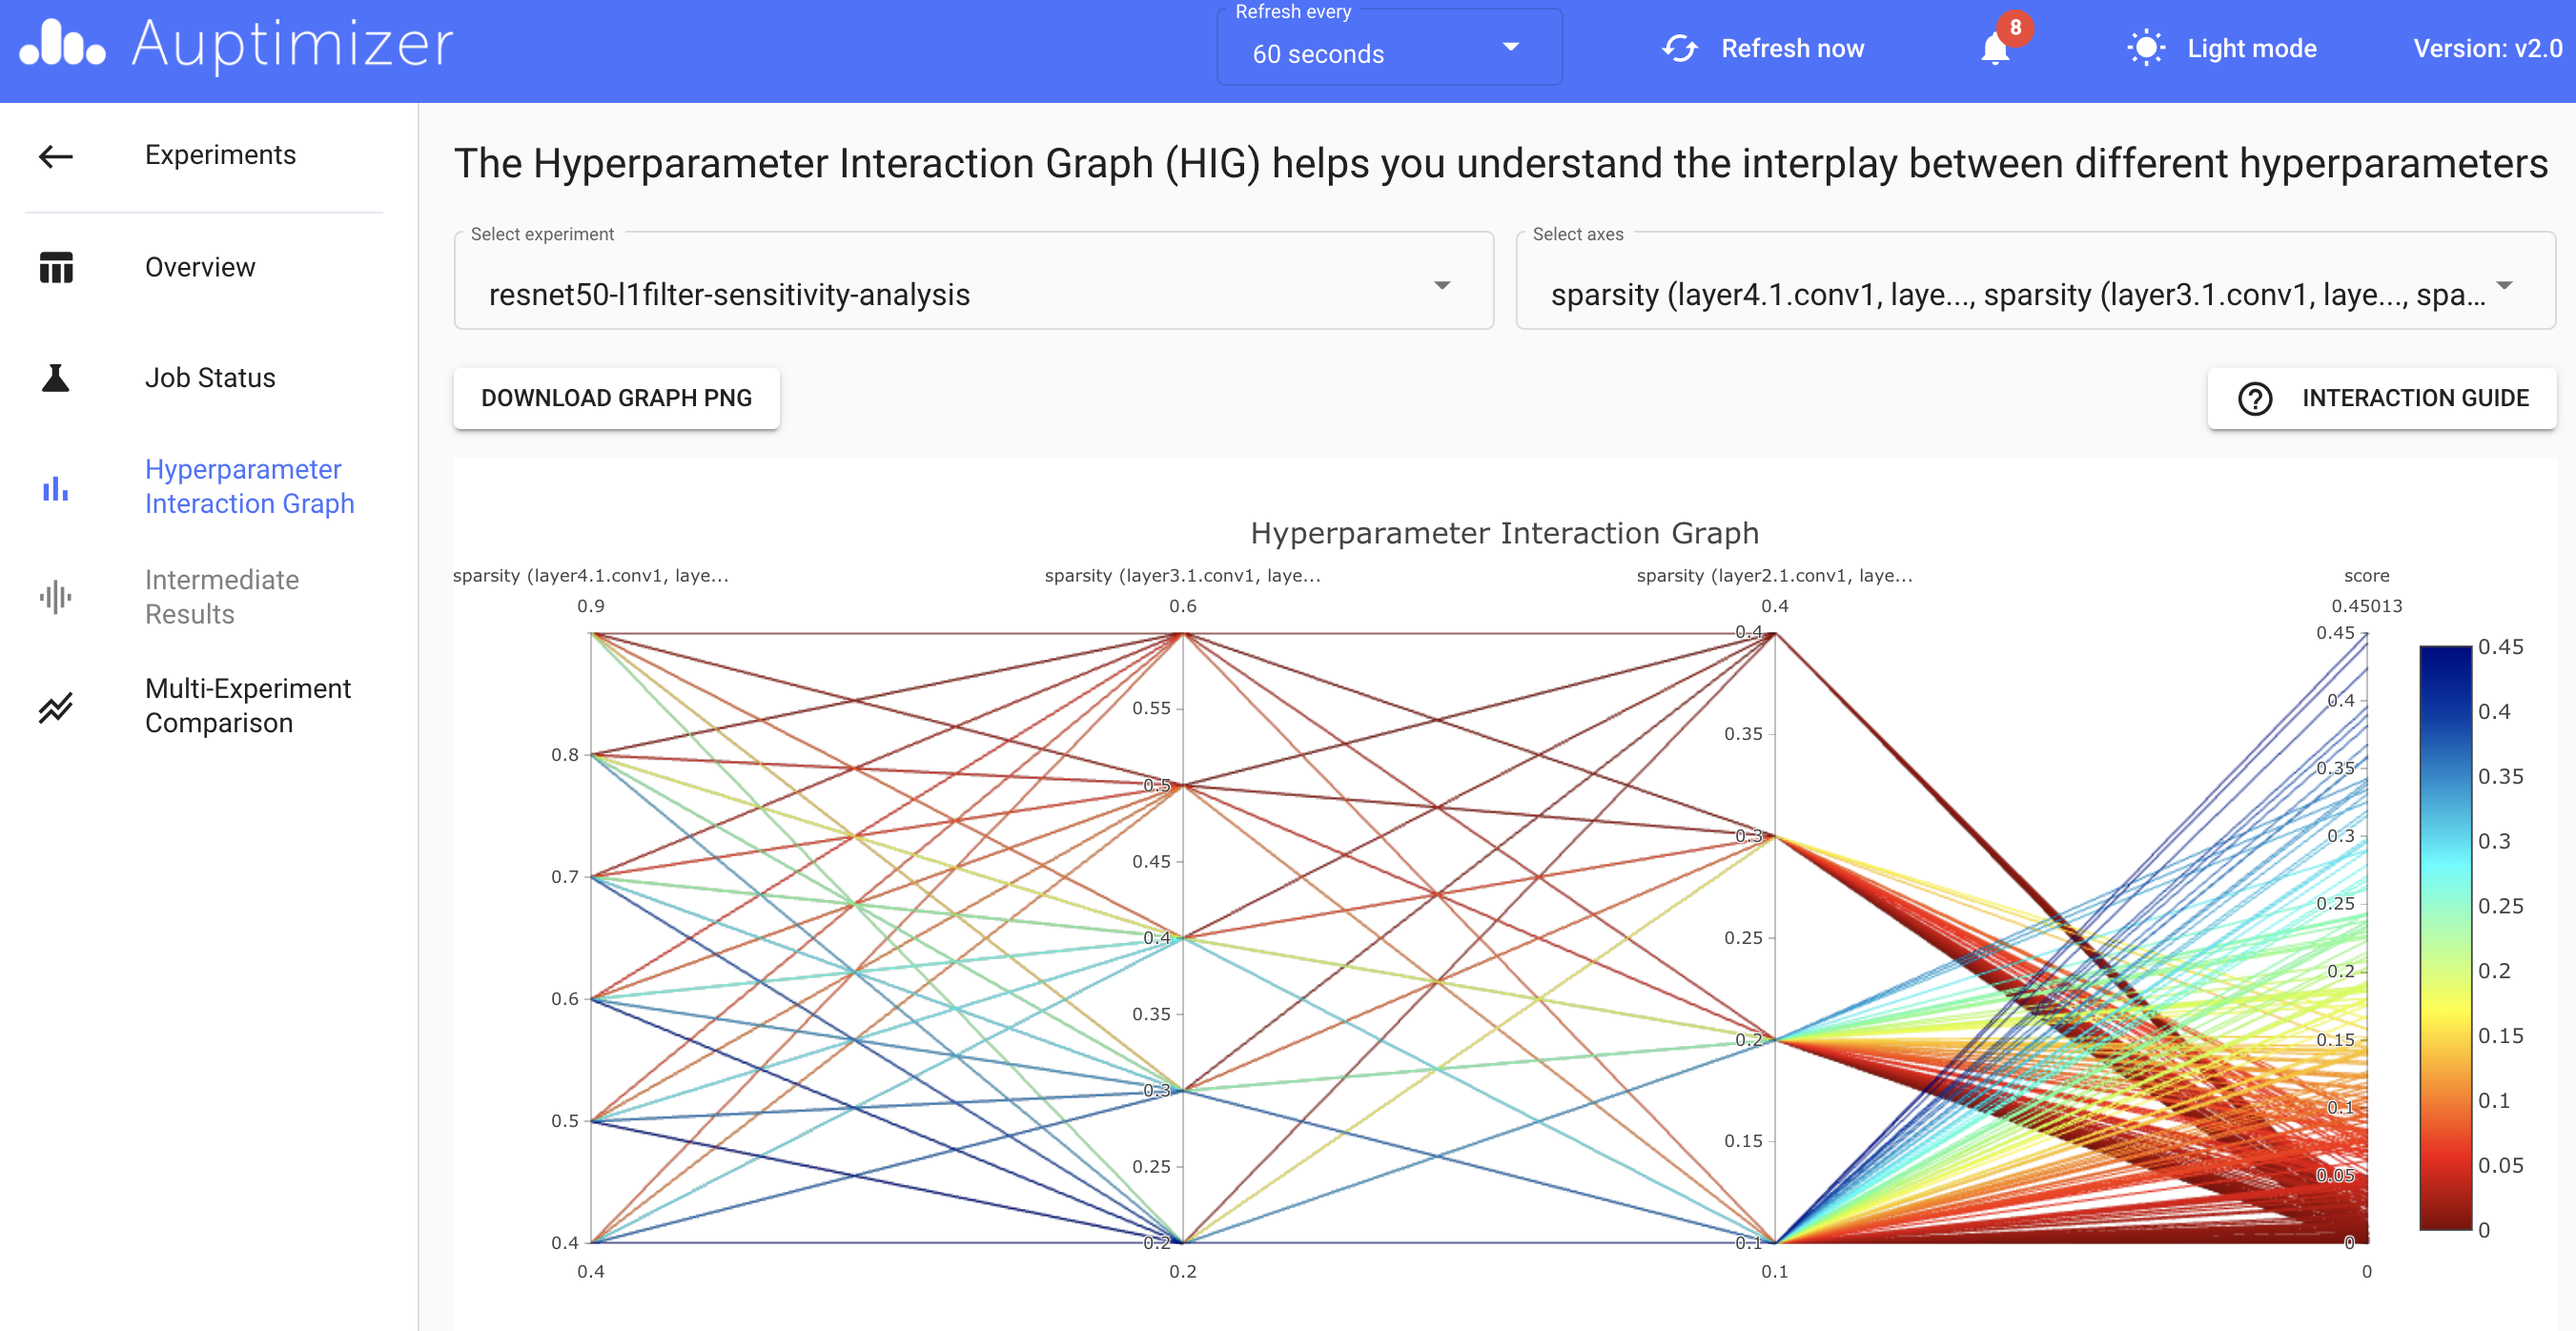 Auptimizer
Refresh every
60 seconds
Refresh now
8
Light mode
Version: v2.0
Experiments
Overview
Job Status
Hyperparameter
Interaction Graph
Intermediate
Results
Multi-Experiment
Comparison
The Hyperparameter Interaction Graph (HIG) helps you understand the interplay between different hyperparameters
Select experiment
resnet50-l1filter-sensitivity-analysis
Select axes
sparsity (layer4.1.conv1, laye..., sparsity (layer3.1.conv1, laye..., spa...
DOWNLOAD GRAPH PNG
INTERACTION GUIDE
Hyperparameter Interaction Graph
sparsity (layer4.1.conv1, laye...
0.9
0.8
0.7
0.6
0.5
0.4
0.4
sparsity (layer3.1.conv1, laye...
0.6
0.55
0.5
0.45
0.4
0.35
0.3
0.25
0.2
0.2
sparsity (layer2.1.conv1, laye...
0.4
0.4
0.35
0.3
0.25
0.2
0.15
0.1
0.1
score
0.45013
0.45
0.4
0.35
0.3
0.25
0.2
0.15
0.1
0.05
0
0
0.45
0.4
0.35
0.3
0.25
0.2
0.15
0.1
0.05
0